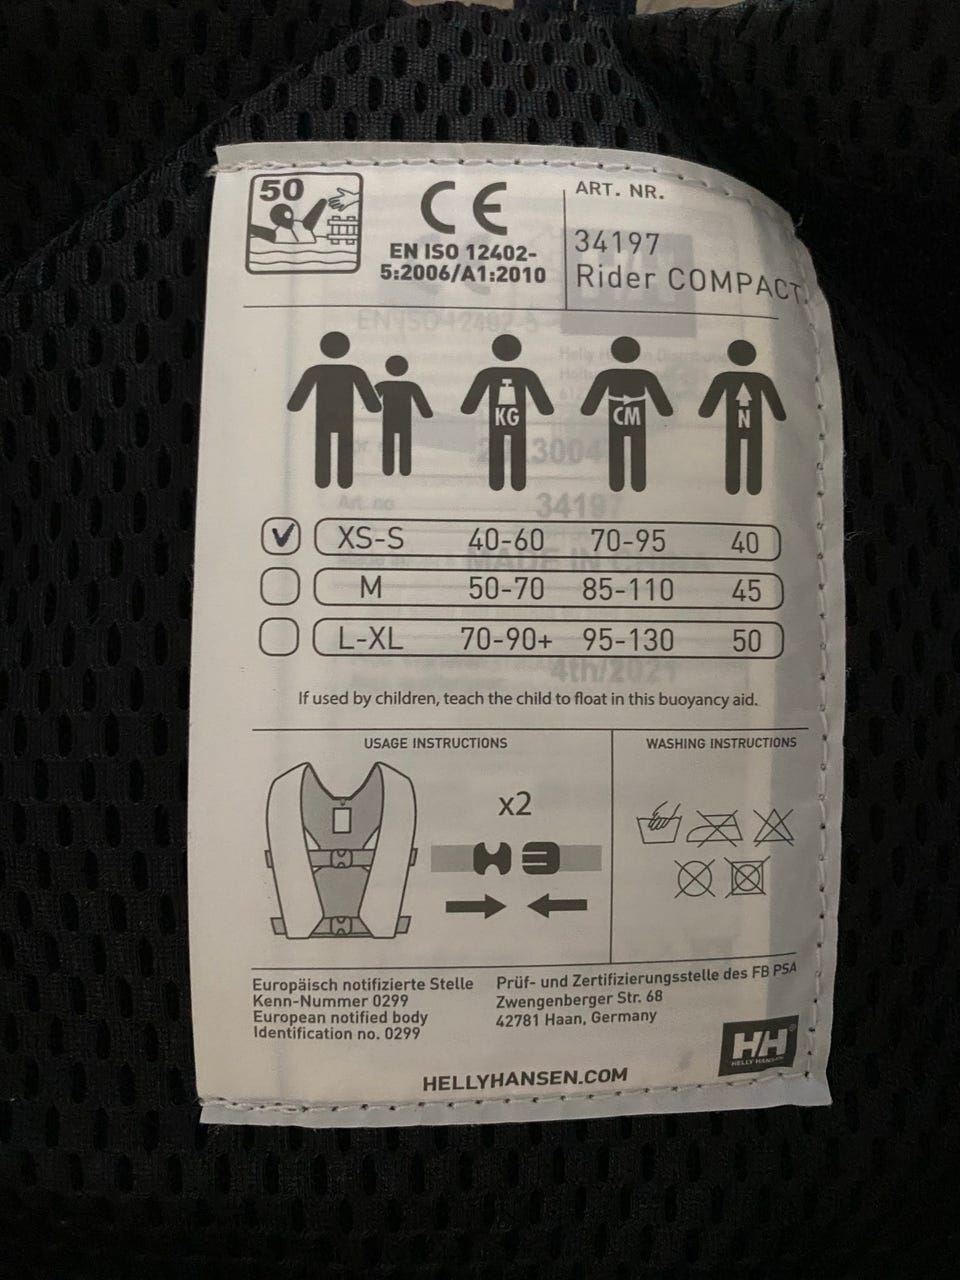 50
CE
EN ISO 12402-
5:2006/A1:2010
ART. NR.
34197
Rider COMPACT
KG
CM
N
XS-S 40-60 70-95 40
M 50-70 85-110 45
L-XL 70-90+ 95-130 50
If used by children, teach the child to float in this buoyancy aid.
USAGE INSTRUCTIONS
x2
WASHING INSTRUCTIONS
Europäisch notifizierte Stelle
Kenn-Nummer 0299
European notified body
Identification no. 0299
Prüf- und Zertifizierungsstelle des FB PSA
Zwengenberger Str. 68
42781 Haan, Germany
HH
HELLY HANSEN
HELLYHANSEN.COM